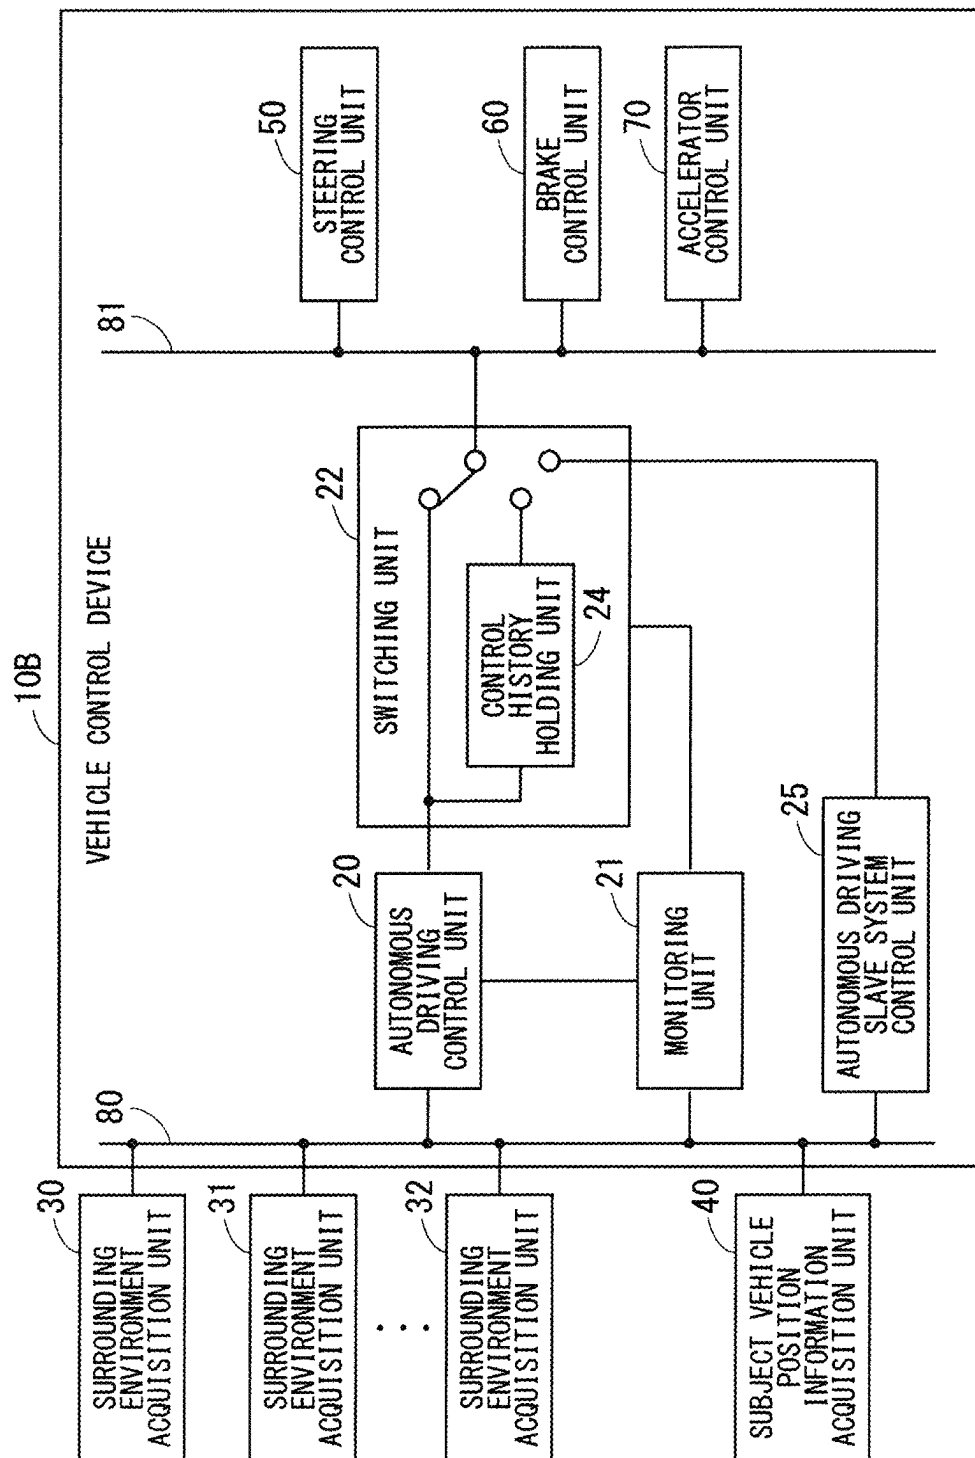 10B
VEHICLE CONTROL DEVICE
30
SURROUNDING
ENVIRONMENT
ACQUISITION UNIT
31
SURROUNDING
ENVIRONMENT
ACQUISITION UNIT
...
32
SURROUNDING
ENVIRONMENT
ACQUISITION UNIT
40
SUBJECT VEHICLE
POSITION
INFORMATION
ACQUISITION UNIT
80
20
AUTONOMOUS
DRIVING
CONTROL UNIT
21
MONITORING
UNIT
25
AUTONOMOUS DRIVING
SLAVE SYSTEM
CONTROL UNIT
22
SWITCHING UNIT
CONTROL
HISTORY
HOLDING UNIT
24
81
50
STEERING
CONTROL UNIT
60
BRAKE
CONTROL UNIT
70
ACCELERATOR
CONTROL UNIT